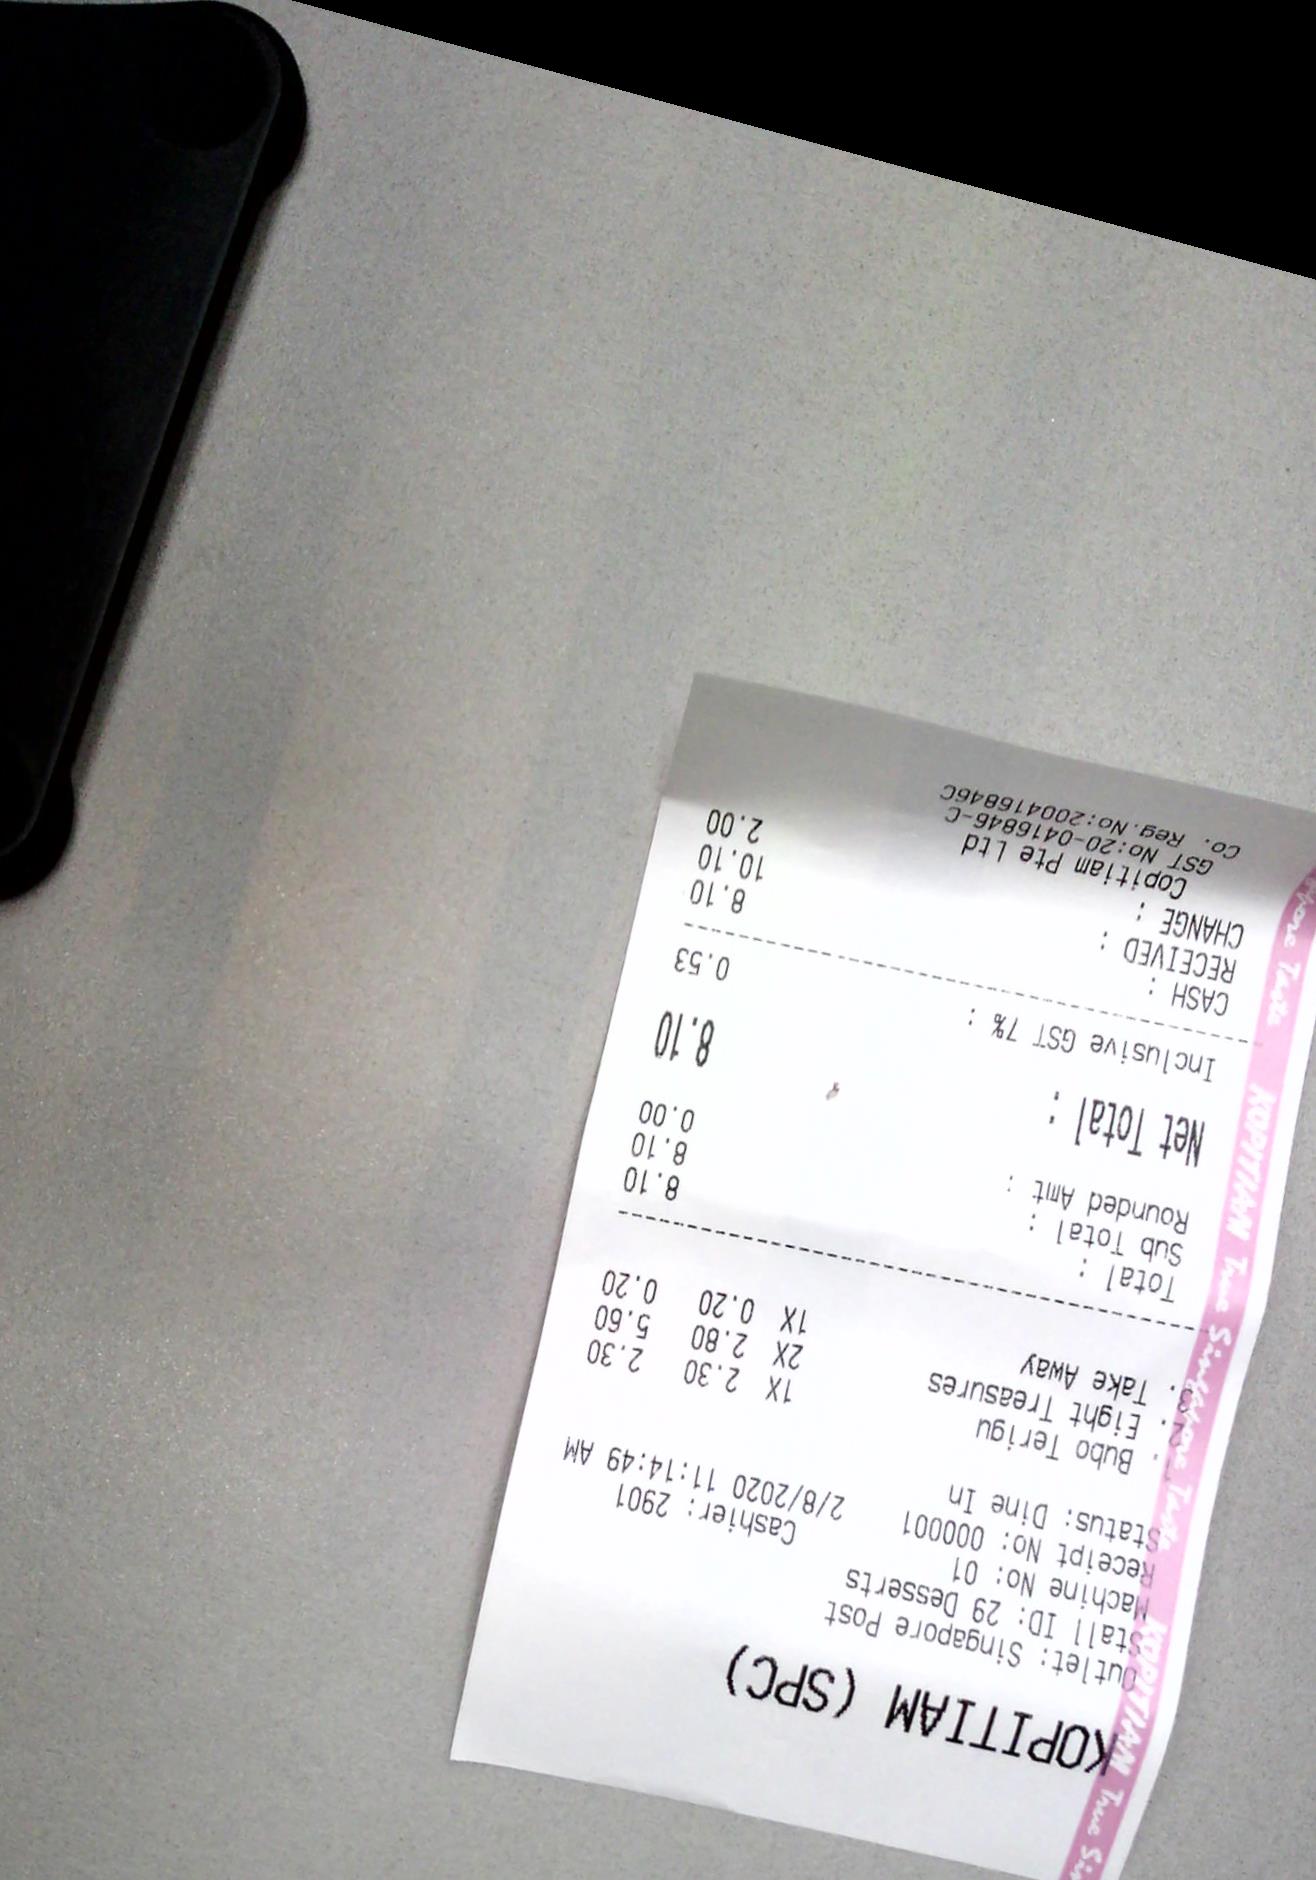 KOPITIAM (SPC)
Outlet: Singapore Post
Stall ID: 29 Desserts
Machine No: 01 Cashier: 2901
Receipt No: 000001 2/8/2020 11:14:49 AM
Status: Dine In
Bubo Terigu 1X 2.30 2.30
2. Eight Treasures 2X 2.80 5.60
3. Take Away 1X 0.20 0.20
Total : 8.10
Sub Total : 8.10
Rounded Amt : 0.00
Net Total : 8.10
Inclusive GST 7% : 0.53
CASH : 8.10
RECEIVED : 10.10
CHANGE : 2.00
Copitiam Pte Ltd
GST No:20-0416846-C
Co. Reg.No:200416846C
KOPITIAM True Singapore Taste KOPITIAM True